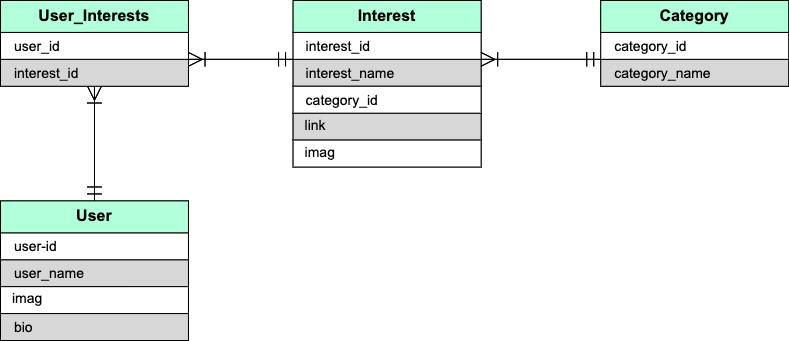 User_Interests
user_id
interest_id
Interest
interest_id
interest_name
category_id
link
imag
Category
category_id
category_name
User
user-id
user_name
imag
bio